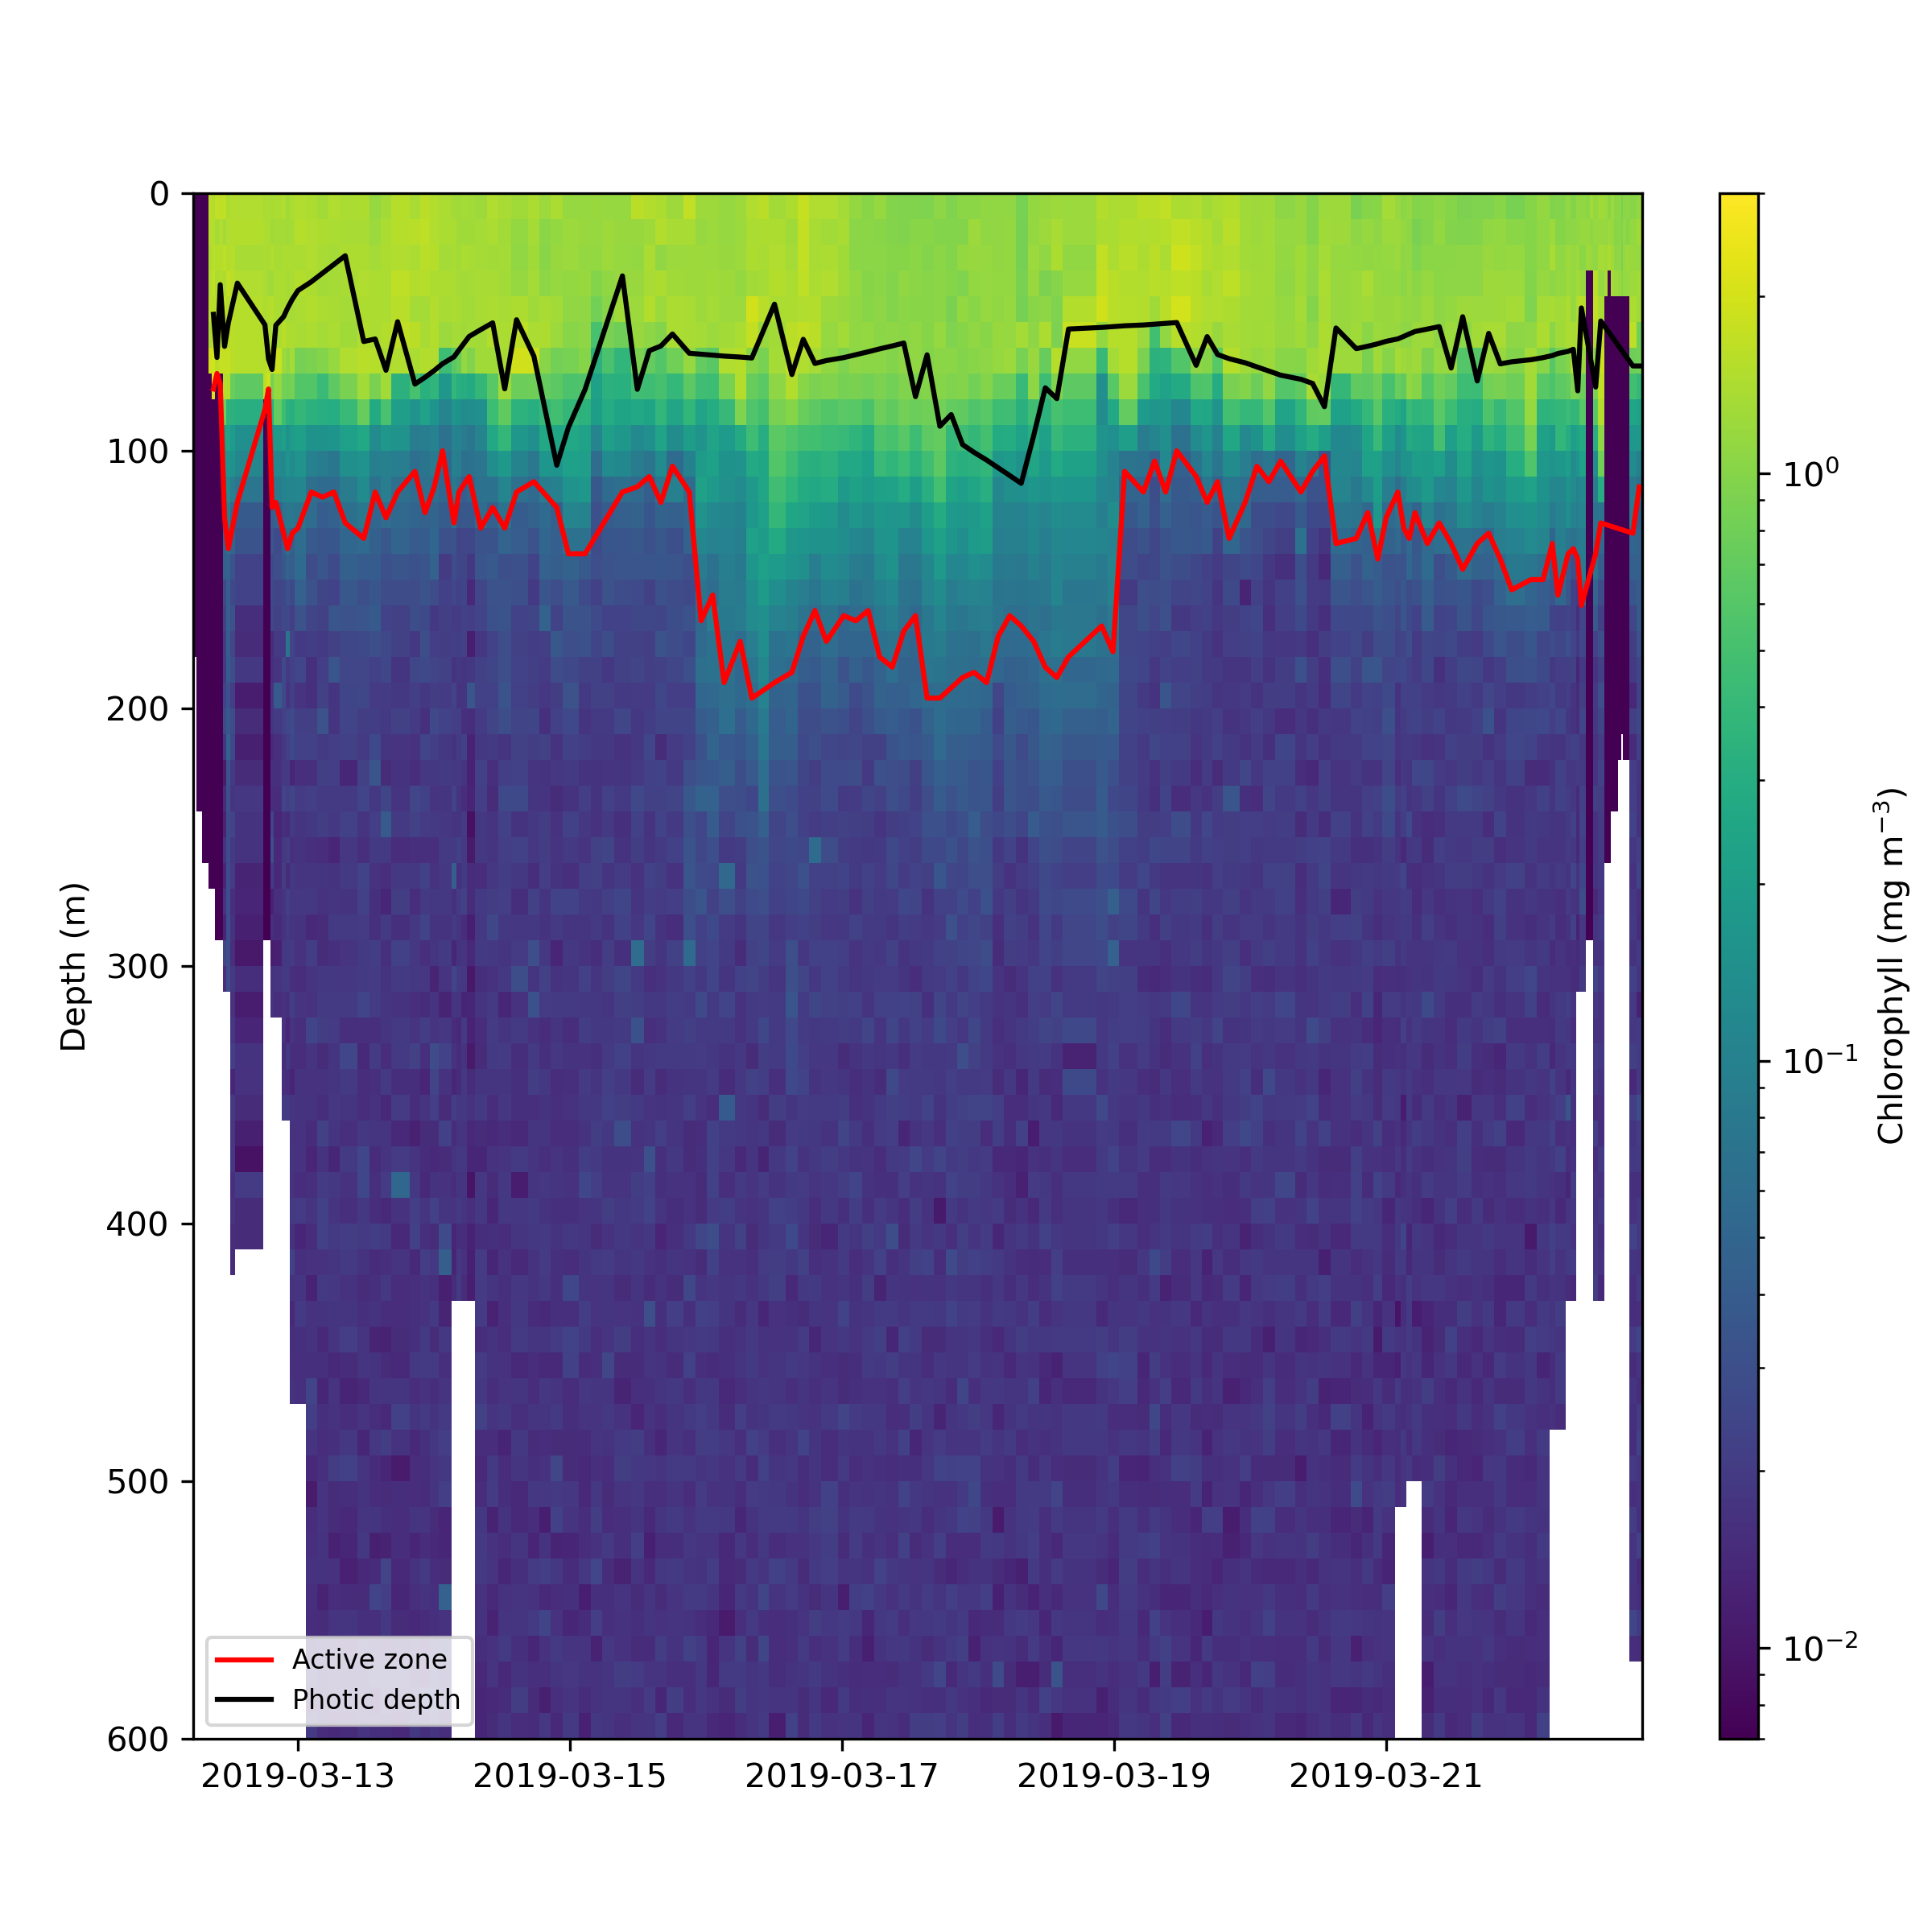 0
100
200
300
400
500
600
Depth (m)
Active zone
Photic depth
2019-03-13 2019-03-15 2019-03-17 2019-03-19 2019-03-21
10⁰
10⁻¹
10⁻²
Chlorophyll (mg m⁻³)